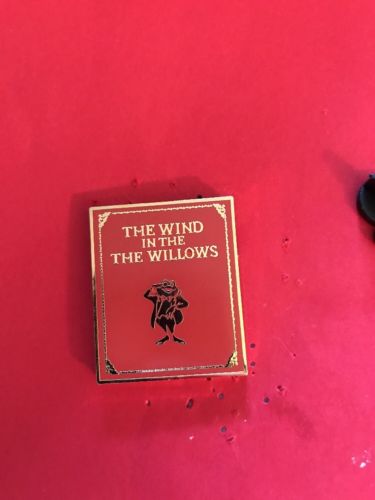 THE WIND
IN THE
THE WILLOWS